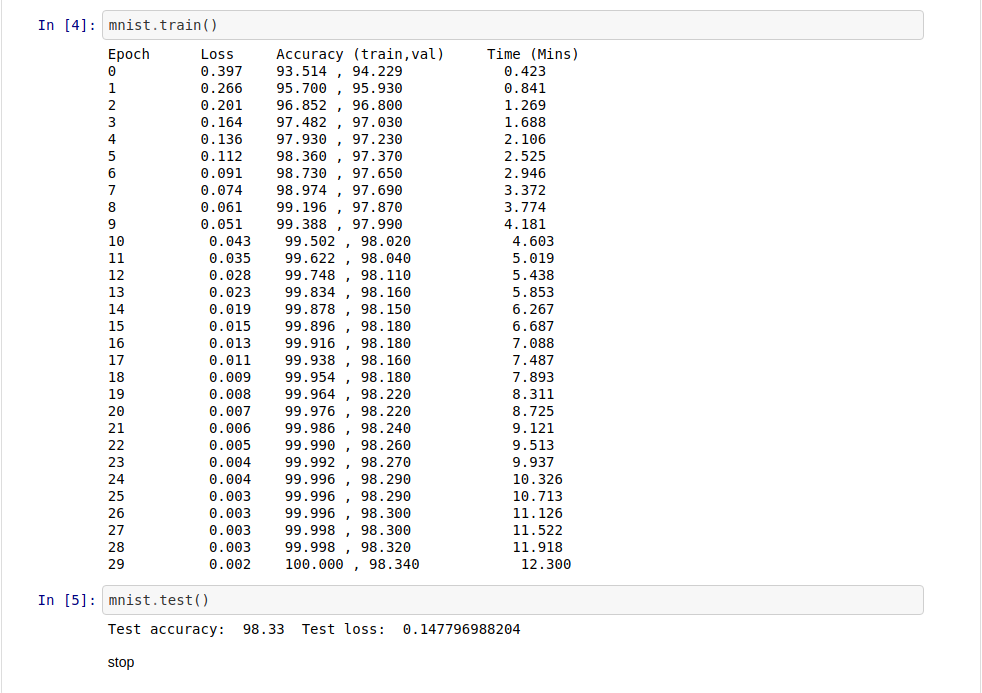 In [4]: mnist.train()
Epoch Loss Accuracy (train,val) Time (Mins)
0 0.397 93.514 , 94.229 0.423
1 0.266 95.700 , 95.930 0.841
2 0.201 96.852 , 96.800 1.269
3 0.164 97.482 , 97.030 1.688
4 0.136 97.930 , 97.230 2.106
5 0.112 98.360 , 97.370 2.525
6 0.091 98.730 , 97.650 2.946
7 0.074 98.974 , 97.690 3.372
8 0.061 99.196 , 97.870 3.774
9 0.051 99.388 , 97.990 4.181
10 0.043 99.502 , 98.020 4.603
11 0.035 99.622 , 98.040 5.019
12 0.028 99.748 , 98.110 5.438
13 0.023 99.834 , 98.160 5.853
14 0.019 99.878 , 98.150 6.267
15 0.015 99.896 , 98.180 6.687
16 0.013 99.916 , 98.180 7.088
17 0.011 99.938 , 98.160 7.487
18 0.009 99.954 , 98.180 7.893
19 0.008 99.964 , 98.220 8.311
20 0.007 99.976 , 98.220 8.725
21 0.006 99.986 , 98.240 9.121
22 0.005 99.990 , 98.260 9.513
23 0.004 99.992 , 98.270 9.937
24 0.004 99.996 , 98.290 10.326
25 0.003 99.996 , 98.290 10.713
26 0.003 99.996 , 98.300 11.126
27 0.003 99.998 , 98.300 11.522
28 0.003 99.998 , 98.320 11.918
29 0.002 100.000 , 98.340 12.300
In [5]: mnist.test()
Test accuracy: 98.33 Test loss: 0.147796988204
stop